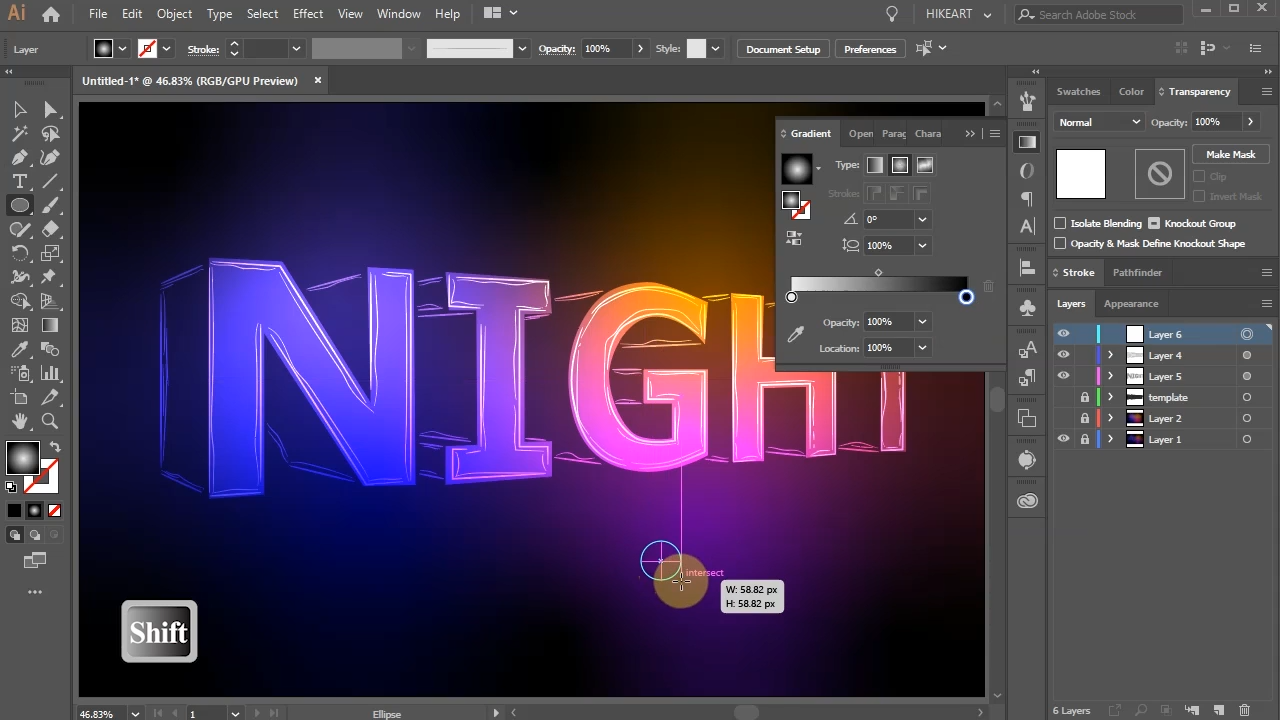 Ai File Edit Object Type Select Effect View Window Help HIKEART Search Adobe Stock
Layer Stroke: Opacity: 100% Style: Document Setup Preferences
Untitled-1* @ 46.83% (RGB/GPU Preview)
Swatches Color Transparency
Normal Opacity: 100%
Make Mask
Clip
Invert Mask
Isolate Blending Knockout Group
Opacity & Mask Define Knockout Shape
Stroke Pathfinder
Layers Appearance
Layer 6
Layer 4
Layer 5
template
Layer 2
Layer 1
6 Layers
Gradient Open Parag Chara
Type:
Stroke:
0°
100%
Opacity: 100%
Location: 100%
NIGHT
intersect
W: 58.82 px
H: 58.82 px
Shift
46.83% 1 Ellipse